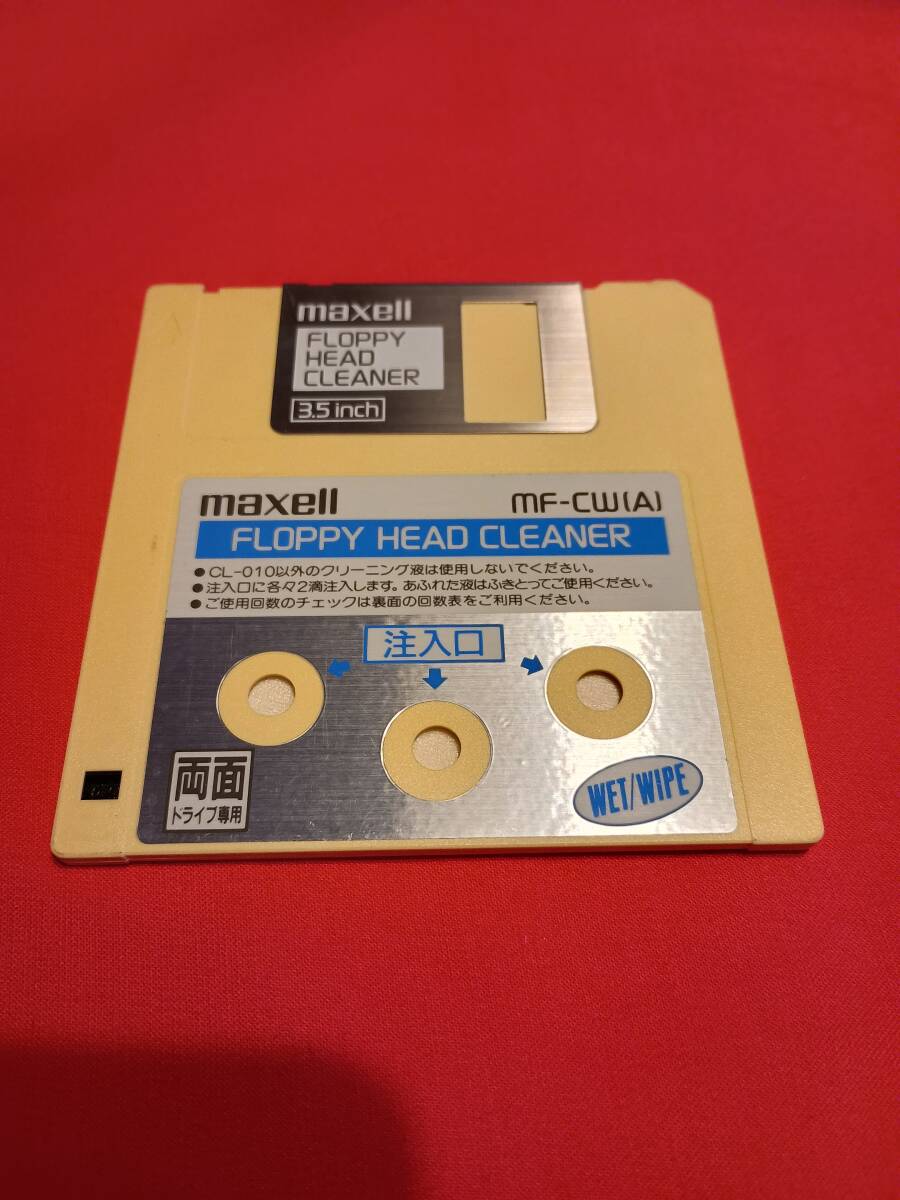 maxell
FLOPPY
HEAD
CLEANER
3.5 inch
maxell MF-CW(A)
FLOPPY HEAD CLEANER
●CL-010以外のクリーニング液は使用しないでください。
●注入口に各々2滴注入します。あふれた液はふきとってご使用ください。
●ご使用回数のチェックは裏面の回数表をご利用ください。
注入口
両面
ドライブ専用
WET/WIPE